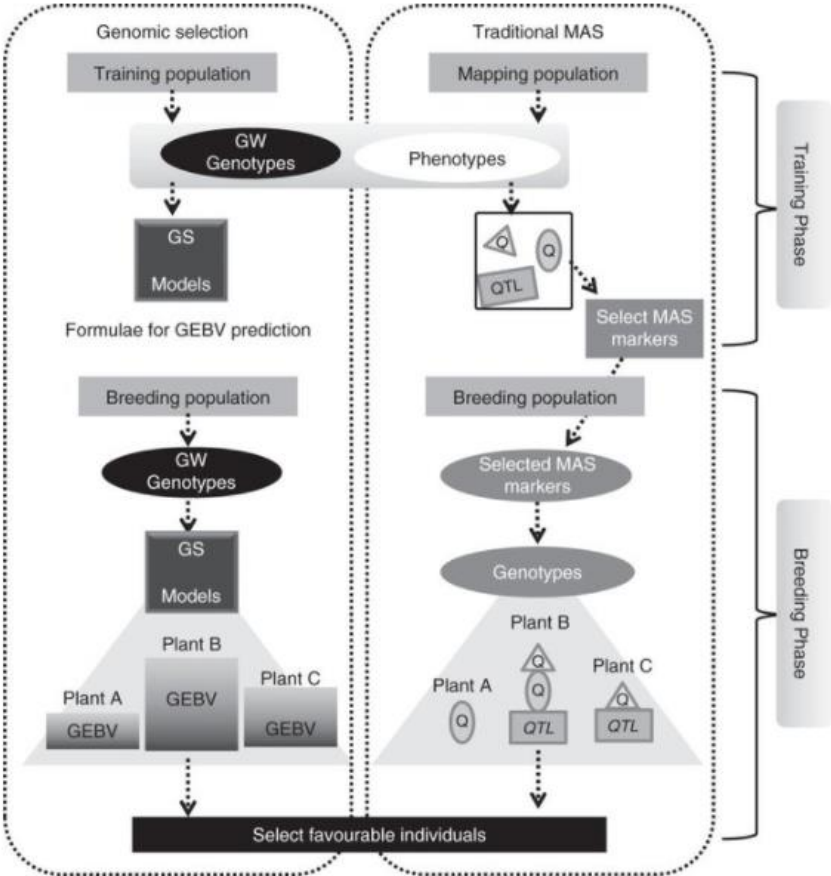 Genomic selection
Training population
GW
Genotypes
Phenotypes
GS
Models
Formulae for GEBV prediction
Breeding population
GW
Genotypes
GS
Models
Plant A
Plant B
Plant C
GEBV
GEBV
GEBV
Traditional MAS
Mapping population
Q
Q
QTL
Select MAS
markers
Breeding population
Selected MAS
markers
Genotypes
Plant A
Plant B
Plant C
Q
Q
Q
QTL
Q
QTL
Select favourable individuals
Training Phase
Breeding Phase